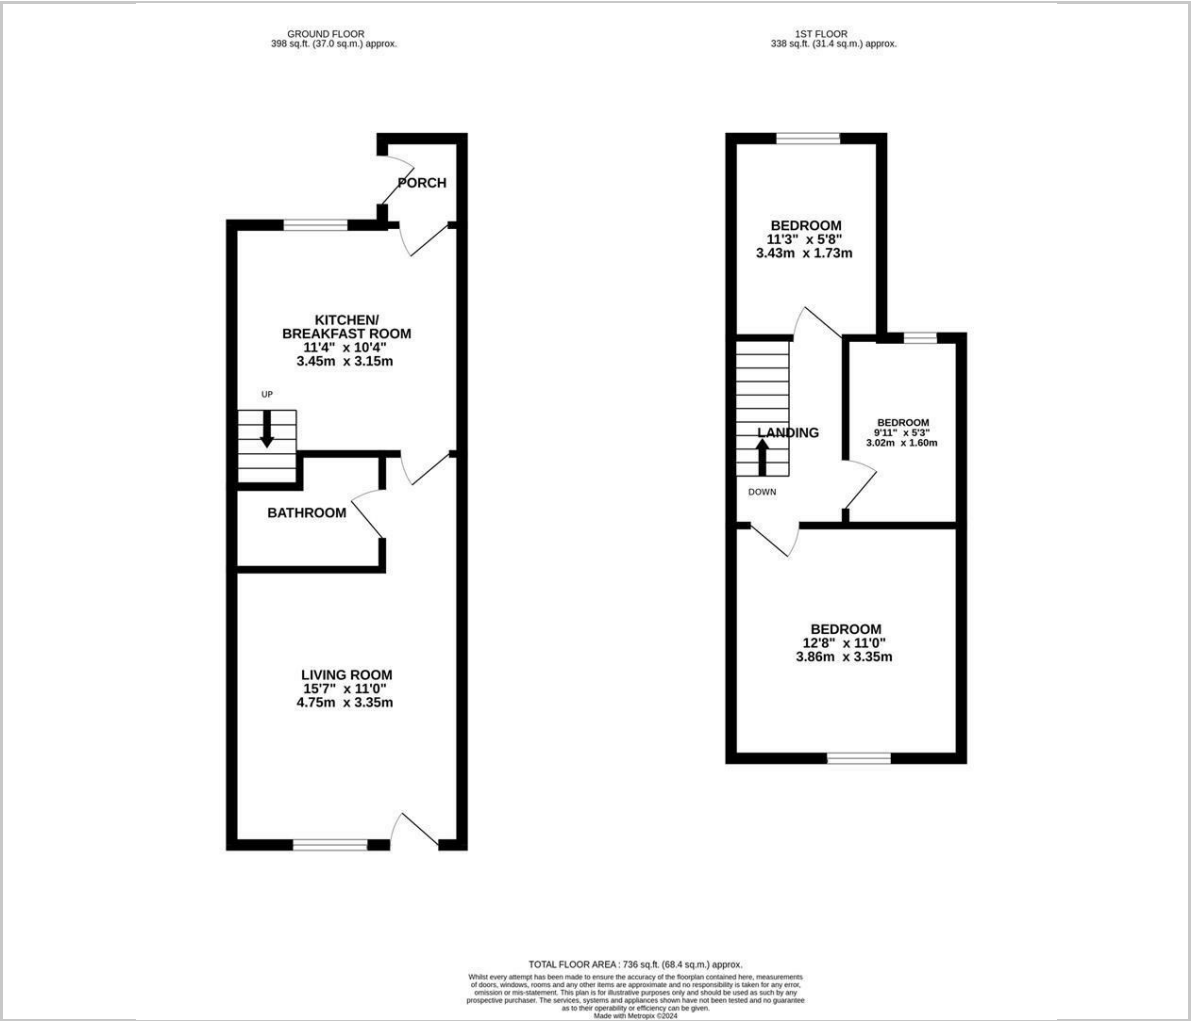 GROUND FLOOR
398 sq.ft. (37.0 sq.m.) approx.
PORCH
KITCHEN/
BREAKFAST ROOM
11'4" x 10'4"
3.45m x 3.15m
UP
BATHROOM
LIVING ROOM
15'7" x 11'0"
4.75m x 3.35m
1ST FLOOR
338 sq.ft. (31.4 sq.m.) approx.
BEDROOM
11'3" x 5'8"
3.43m x 1.73m
BEDROOM
9'11" x 5'3"
3.02m x 1.60m
LANDING
DOWN
BEDROOM
12'8" x 11'0"
3.86m x 3.35m
TOTAL FLOOR AREA : 736 sq.ft. (68.4 sq.m.) approx.
Whilst every attempt has been made to ensure the accuracy of the floorplan contained here, measurements
of doors, windows, rooms and any other items are approximate and no responsibility is taken for any error,
omission or mis-statement. This plan is for illustrative purposes only and should be used as such by any
prospective purchaser. The services, systems and appliances shown have not been tested and no guarantee
as to their operability or efficiency can be given.
Made with Metropix ©2024